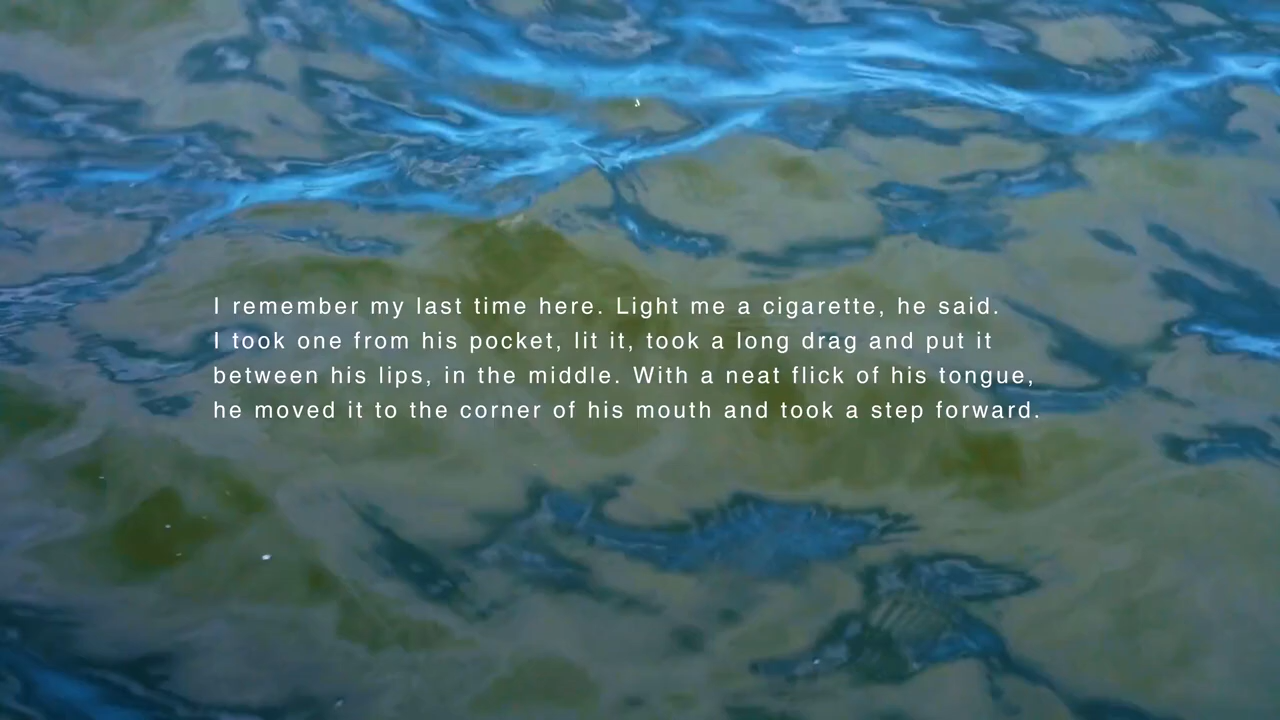 I remember my last time here. Light me a cigarette, he said.
I took one from his pocket, lit it, took a long drag and put it
between his lips, in the middle. With a neat flick of his tongue,
he moved it to the corner of his mouth and took a step forward.